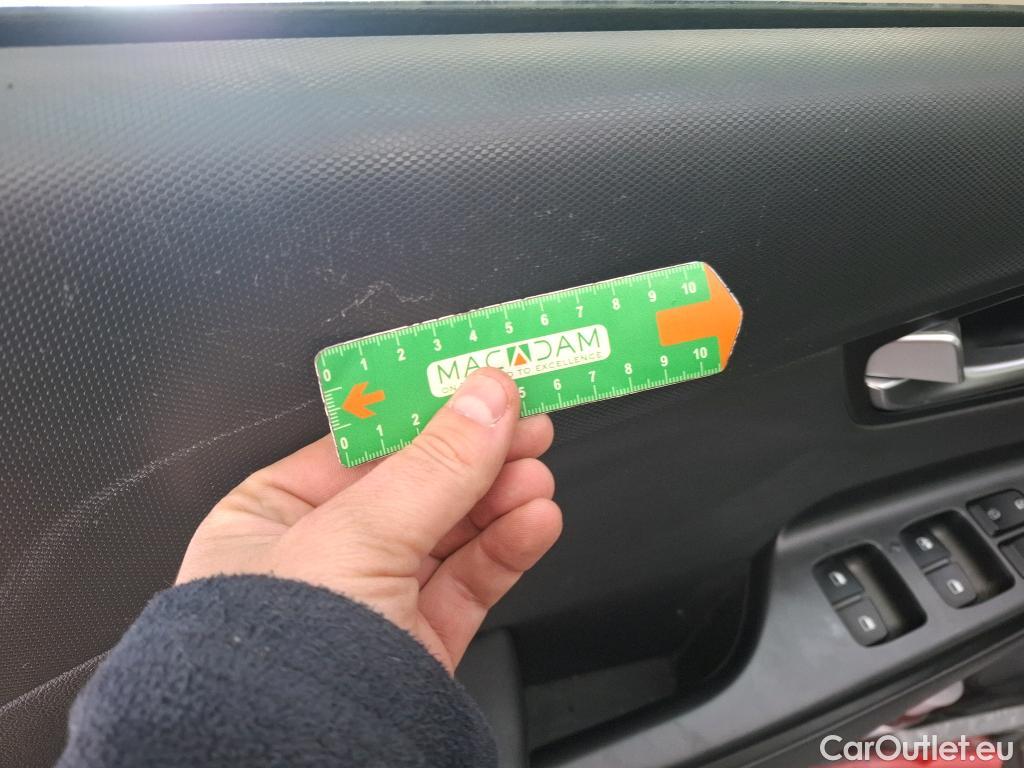 0 1 2 3 4 5 6 7 8 9 10
MACADAM
TO EXCELLENCE
0 1 2 5 6 7 8 9 10
CarOutlet.eu